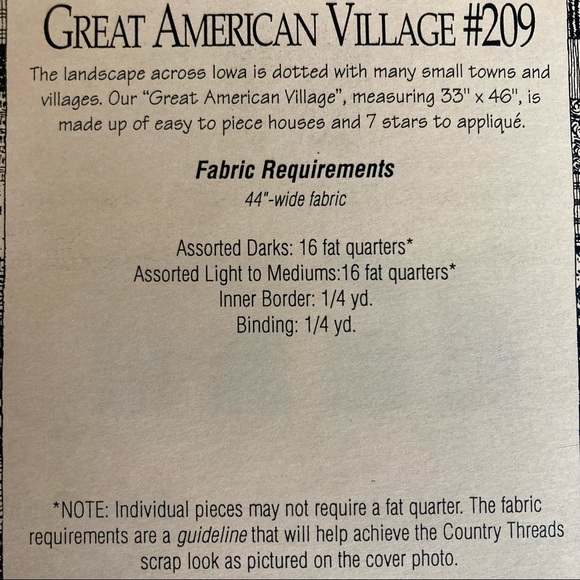 GREAT AMERICAN VILLAGE #209
The landscape across Iowa is dotted with many small towns and
villages. Our “Great American Village”, measuring 33" x 46", is
made up of easy to piece houses and 7 stars to appliqué.
Fabric Requirements
44"-wide fabric
Assorted Darks: 16 fat quarters*
Assorted Light to Mediums:16 fat quarters*
Inner Border: 1/4 yd.
Binding: 1/4 yd.
*NOTE: Individual pieces may not require a fat quarter. The fabric
requirements are a guideline that will help achieve the Country Threads
scrap look as pictured on the cover photo.